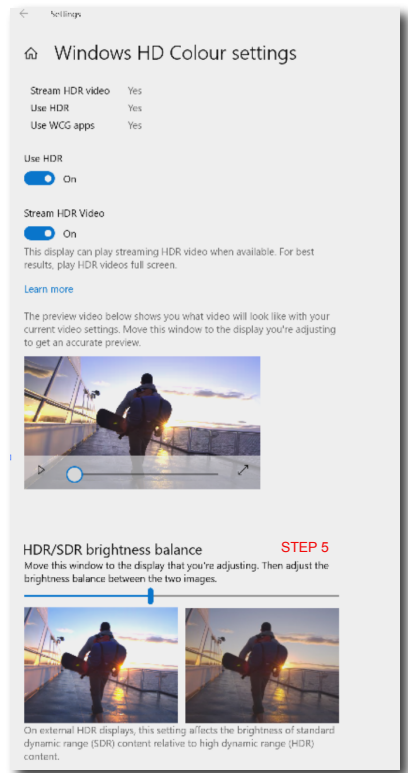 Settings
Windows HD Colour settings
Stream HDR video Yes
Use HDR Yes
Use WCG apps Yes
Use HDR
On
Stream HDR Video
On
This display can play streaming HDR video when available. For best
results, play HDR videos full screen.
Learn more
The preview video below shows you what video will look like with your
current video settings. Move this window to the display you're adjusting
to get an accurate preview.
HDR/SDR brightness balance STEP 5
Move this window to the display that you're adjusting. Then adjust the
brightness balance between the two images.
On external HDR displays, this setting affects the brightness of standard
dynamic range (SDR) content relative to high dynamic range (HDR)
content.